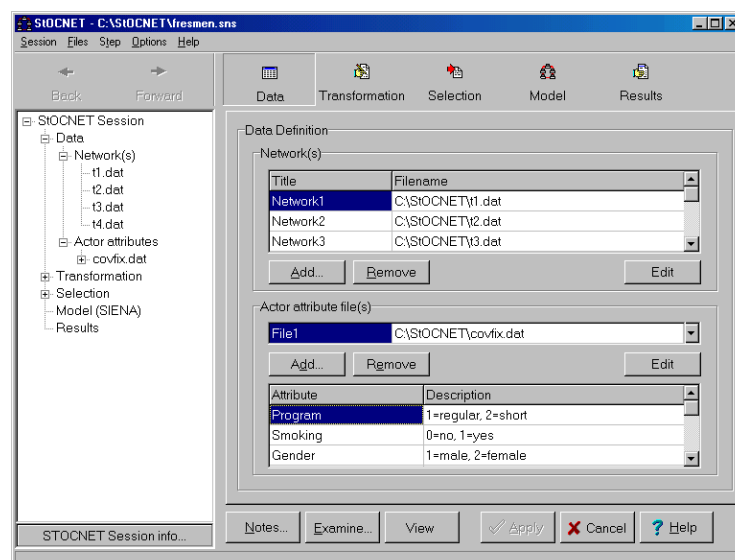 StOCNET - C:\StOCNET\fresmen.sns
Session Files Step Options Help
Back Forward
Data Transformation Selection Model Results
StOCNET Session
Data
Network(s)
t1.dat
t2.dat
t3.dat
t4.dat
Actor attributes
covfix.dat
Transformation
Selection
Model (SIENA)
Results
STOCNET Session info...
Data Definition
Network(s)
Title Filename
Network1 C:\StOCNET\t1.dat
Network2 C:\StOCNET\t2.dat
Network3 C:\StOCNET\t3.dat
Add... Remove Edit
Actor attribute file(s)
File1 C:\StOCNET\covfix.dat
Add... Remove Edit
Attribute Description
Program 1=regular, 2=short
Smoking 0=no, 1=yes
Gender 1=male, 2=female
Notes... Examine... View Apply Cancel Help